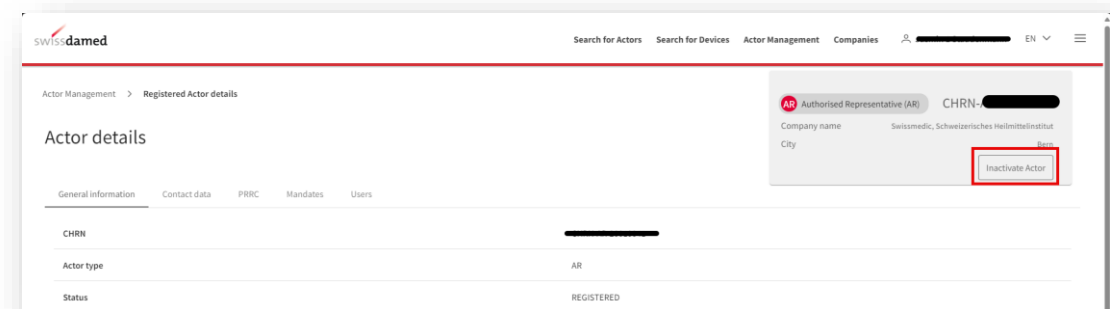 swissdamed
Search for Actors Search for Devices Actor Management Companies EN
Actor Management > Registered Actor details
AR Authorised Representative (AR) CHRN-
Actor details
Company name Swissmedic, Schweizerisches Heilmittelinstitut
City Bern
Inactivate Actor
General information Contact data PRRC Mandates Users
CHRN
Actor type AR
Status REGISTERED